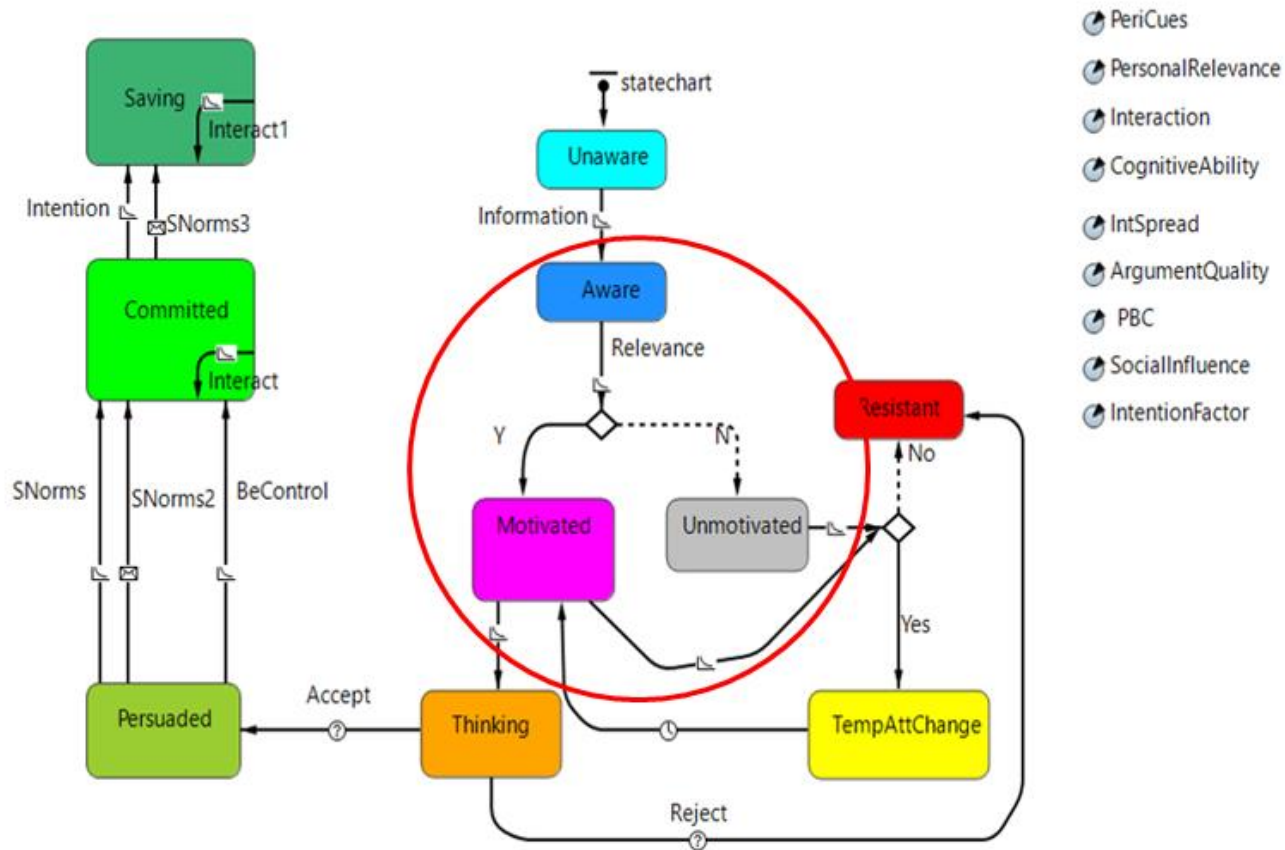 PeriCues
PersonalRelevance
Interaction
CognitiveAbility
IntSpread
ArgumentQuality
PBC
SocialInfluence
IntentionFactor
statechart
Unaware
Information
Aware
Relevance
Y
N
Motivated
Unmotivated
Resistant
No
Yes
TempAttChange
Thinking
Accept
Reject
Persuaded
SNorms
SNorms2
BeControl
Committed
Interact
Intention
SNorms3
Saving
Interact1